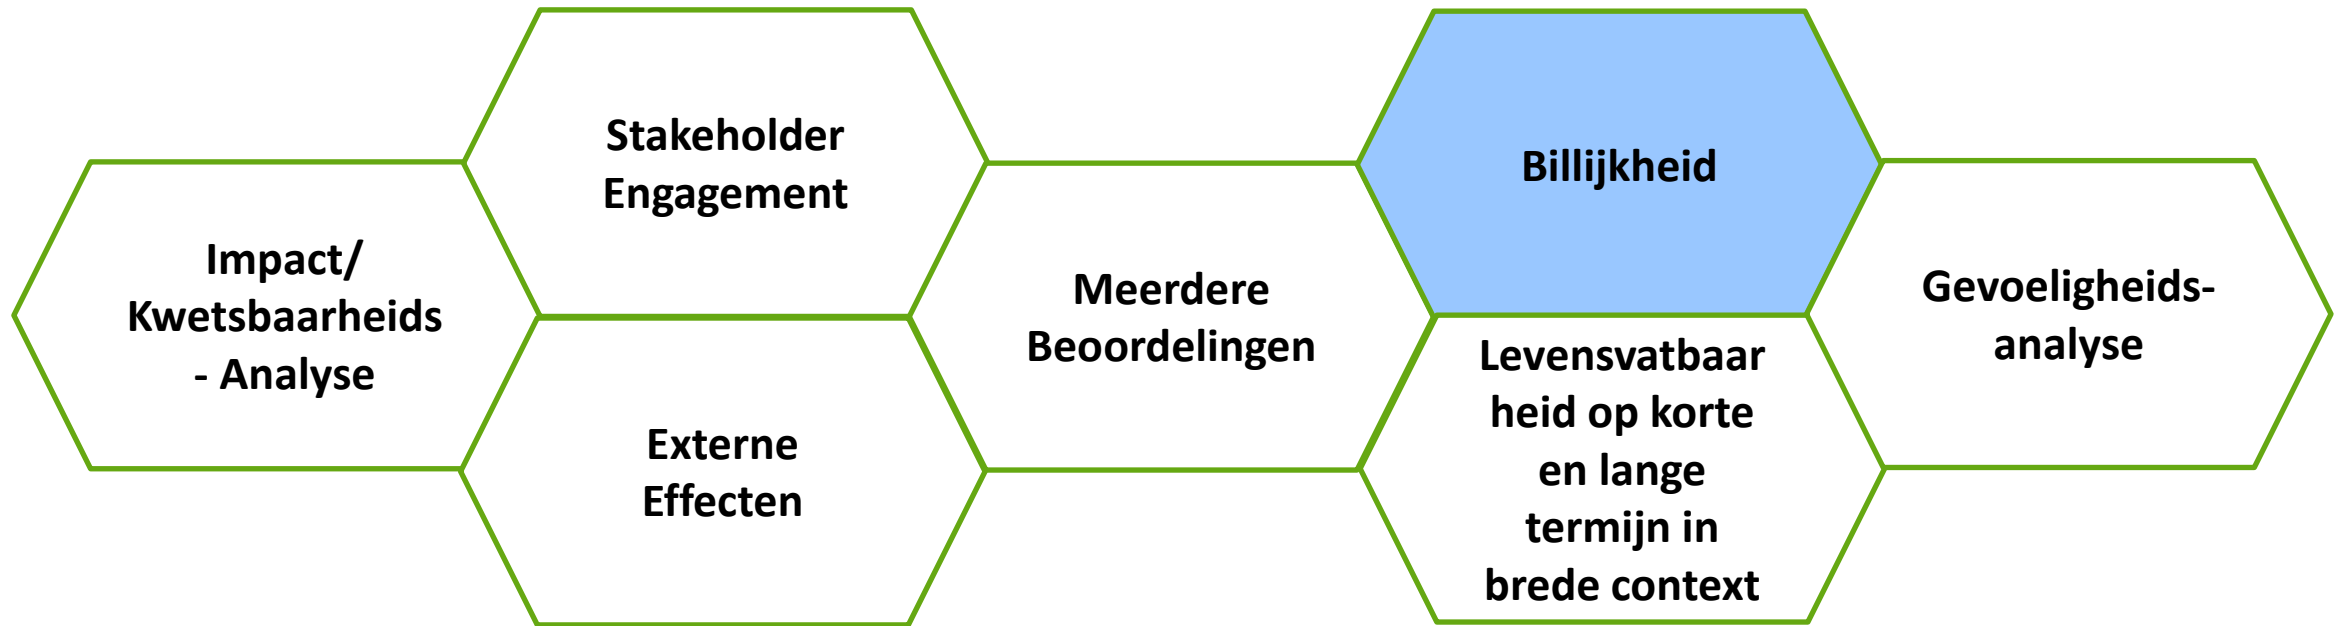 Impact/
Kwetsbaarheids
- Analyse
Stakeholder
Engagement
Externe
Effecten
Meerdere
Beoordelingen
Billijkheid
Levensvatbaar
heid op korte
en lange
termijn in
brede context
Gevoeligheids-
analyse